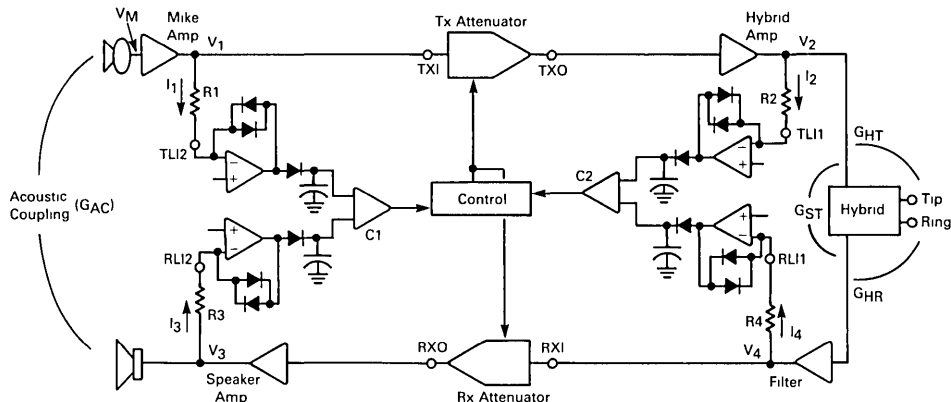 VM
Mike
Amp
V1
Tx Attenuator
TXI
TXO
Hybrid
Amp
V2
I1
R1
TLI2
R2
I2
TLI1
GHT
Acoustic
Coupling (GAC)
C1
Control
C2
GST
Hybrid
Tip
Ring
GHR
RLI2
R3
I3
V3
Speaker
Amp
RXO
RXI
Rx Attenuator
RLI1
R4
I4
V4
Filter